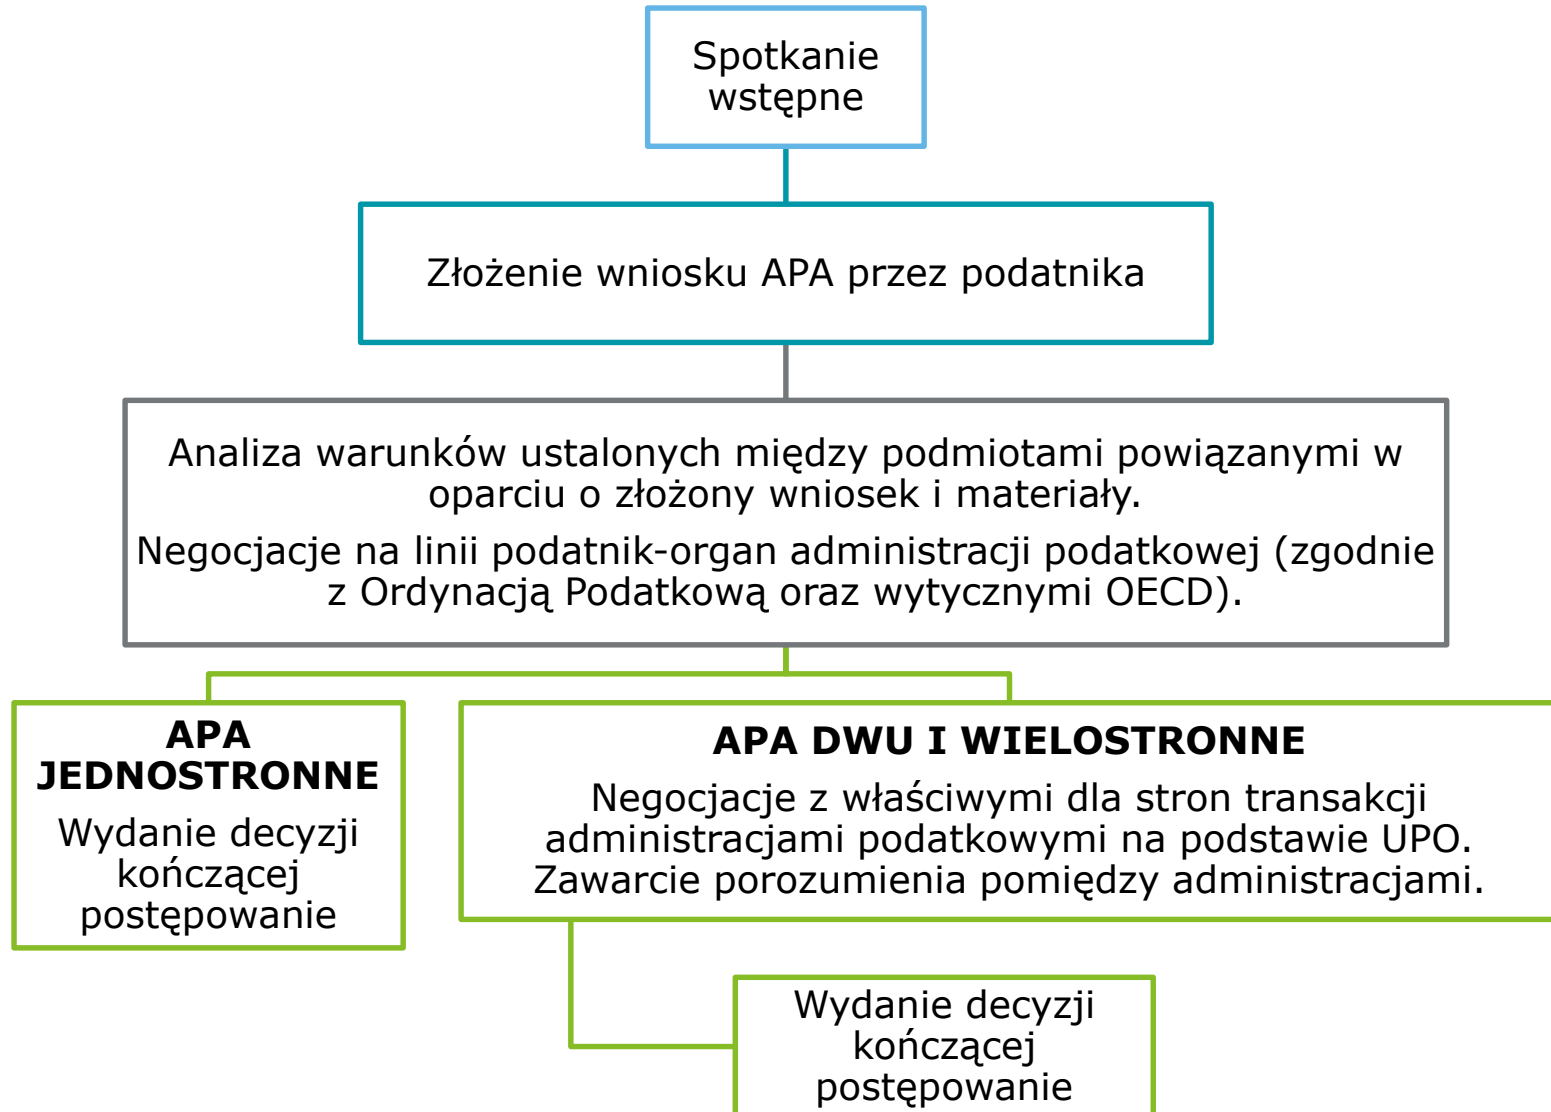 Spotkanie
wstępne
Złożenie wniosku APA przez podatnika
Analiza warunków ustalonych między podmiotami powiązanymi w
oparciu o złożony wniosek i materiały.
Negocjacje na linii podatnik-organ administracji podatkowej (zgodnie
z Ordynacją Podatkową oraz wytycznymi OECD).
APA
JEDNOSTRONNE
Wydanie decyzji
kończącej
postępowanie
APA DWU I WIELOSTRONNE
Negocjacje z właściwymi dla stron transakcji
administracjami podatkowymi na podstawie UPO.
Zawarcie porozumienia pomiędzy administracjami.
Wydanie decyzji
kończącej
postępowanie